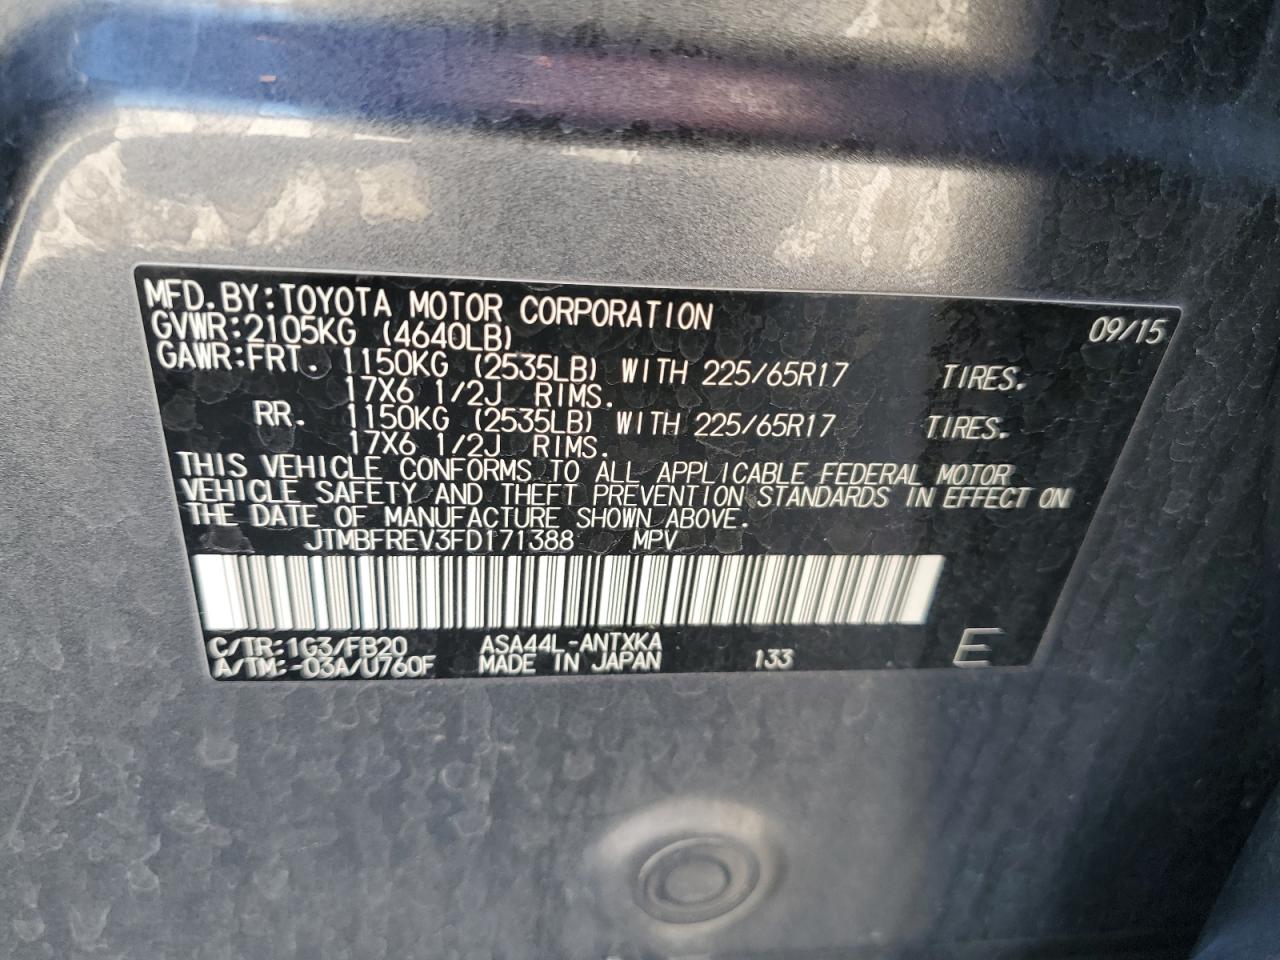 MFD.BY:TOYOTA MOTOR CORPORATION 09/15
GVWR:2105KG (4640LB)
GAWR:FRT. 1150KG (2535LB) WITH 225/65R17 TIRES.
17X6 1/2J RIMS.
RR. 1150KG (2535LB) WITH 225/65R17 TIRES.
17X6 1/2J RIMS.
THIS VEHICLE CONFORMS TO ALL APPLICABLE FEDERAL MOTOR
VEHICLE SAFETY AND THEFT PREVENTION STANDARDS IN EFFECT ON
THE DATE OF MANUFACTURE SHOWN ABOVE.
JTMBFREV3FD171388 MPV
C/TR:1G3/FB20 ASA44L-ANTXKA
A/TM:-03A/U760F MADE IN JAPAN 133 E